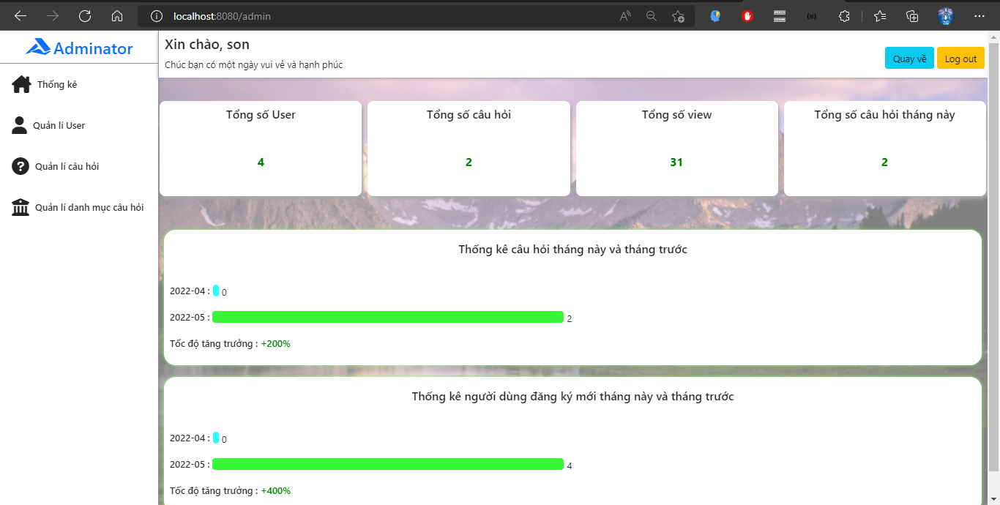 localhost:8080/admin
Adminator
Xin chào, son
Chúc bạn có một ngày vui vẻ và hạnh phúc
Quay về
Log out
Thống kê
Quản lí User
Quản lí câu hỏi
Quản lí danh mục câu hỏi
Tổng số User
4
Tổng số câu hỏi
2
Tổng số view
31
Tổng số câu hỏi tháng này
2
Thống kê câu hỏi tháng này và tháng trước
2022-04 : 0
2022-05 : 2
Tốc độ tăng trưởng : +200%
Thống kê người dùng đăng ký mới tháng này và tháng trước
2022-04 : 0
2022-05 : 4
Tốc độ tăng trưởng : +400%